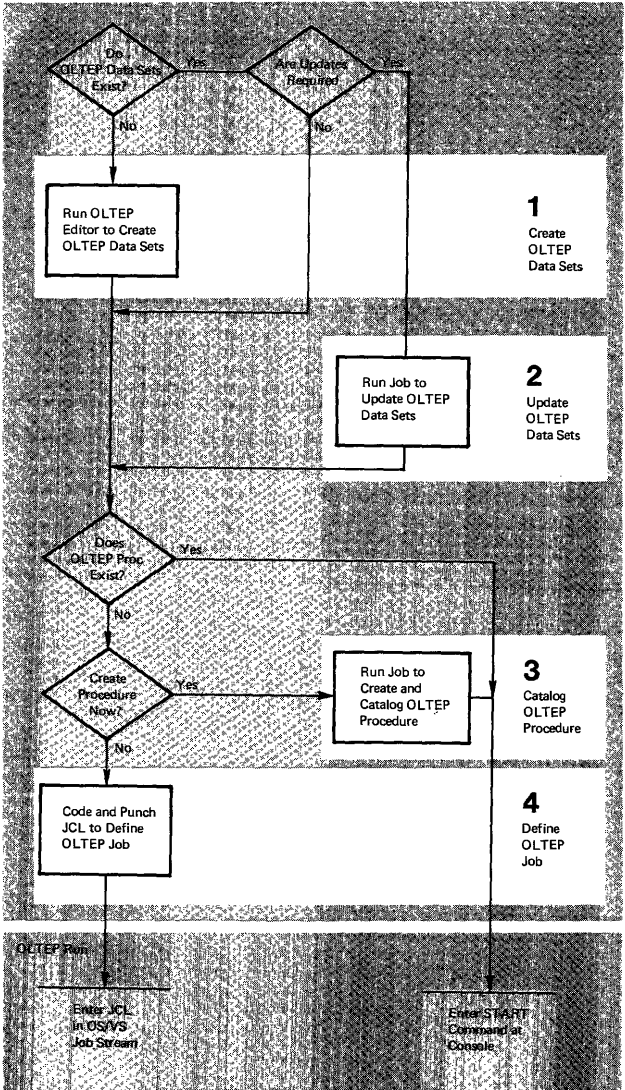 Do
OLTEP Data Sets
Exist?
Yes
Are Updates
Required
Yes
No
No
Run OLTEP
Editor to Create
OLTEP Data Sets
1
Create
OLTEP
Data Sets
Run Job to
Update OLTEP
Data Sets
2
Update
OLTEP
Data Sets
Does
OLTEP Proc
Exist?
Yes
No
Create
Procedure
Now?
Yes
No
Run Job to
Create and
Catalog OLTEP
Procedure
3
Catalog
OLTEP
Procedure
Code and Punch
JCL to Define
OLTEP Job
4
Define
OLTEP
Job
OLTEP Run
Enter JCL
in OS/VS
Job Stream
Enter START
Command at
Console